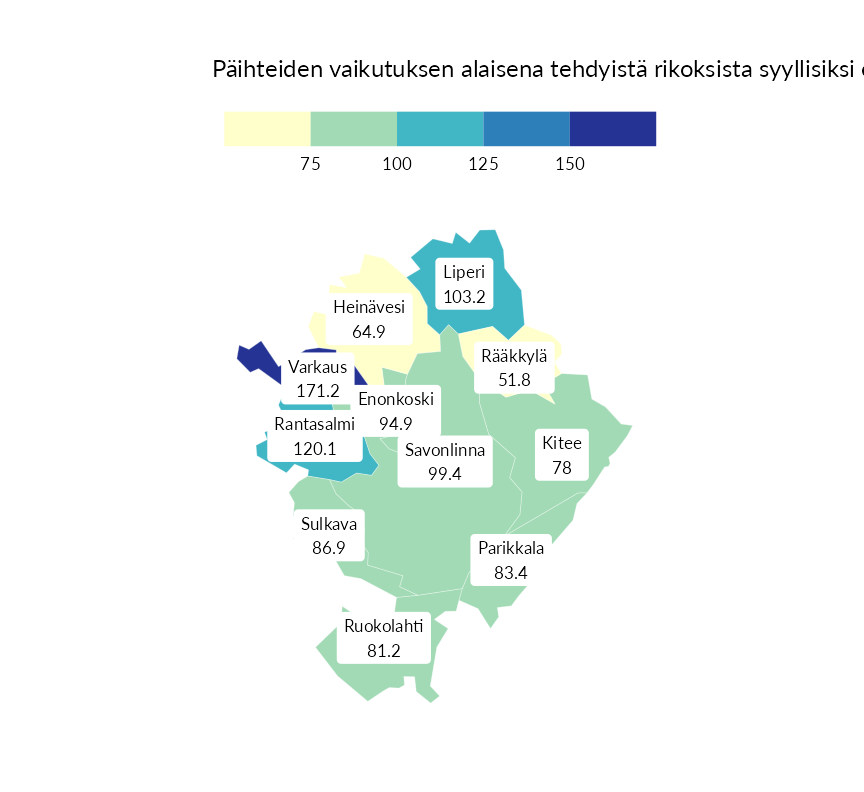 Päihteiden vaikutuksen alaisena tehdyistä rikoksista syyllisiksi
75 100 125 150
Liperi
103.2
Heinävesi
64.9
Rääkkylä
51.8
Varkaus
171.2
Enonkoski
94.9
Rantasalmi
120.1
Savonlinna
99.4
Kitee
78
Sulkava
86.9
Parikkala
83.4
Ruokolahti
81.2